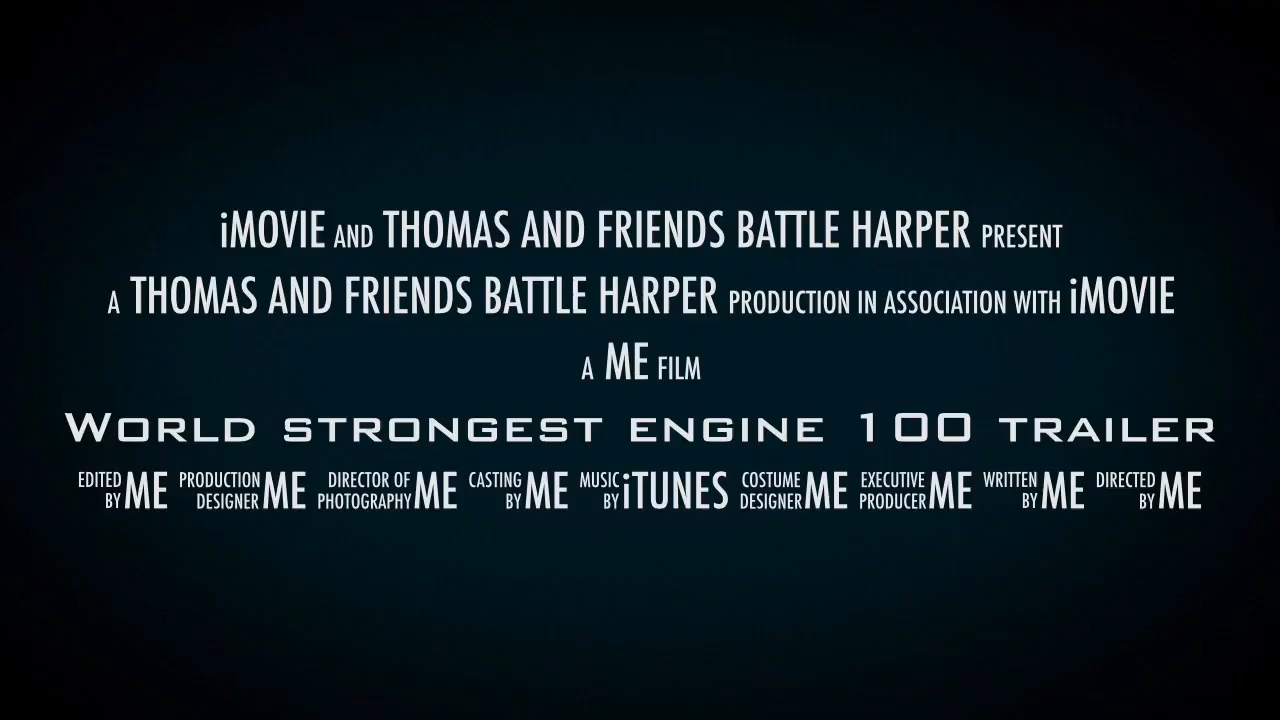 iMOVIE AND THOMAS AND FRIENDS BATTLE HARPER PRESENT
A THOMAS AND FRIENDS BATTLE HARPER PRODUCTION IN ASSOCIATION WITH iMOVIE
A ME FILM
WORLD STRONGEST ENGINE 100 TRAILER
EDITED BY ME PRODUCTION DESIGNER ME DIRECTOR OF PHOTOGRAPHY ME CASTING BY ME MUSIC BY iTUNES COSTUME DESIGNER ME EXECUTIVE PRODUCER ME WRITTEN BY ME DIRECTED BY ME